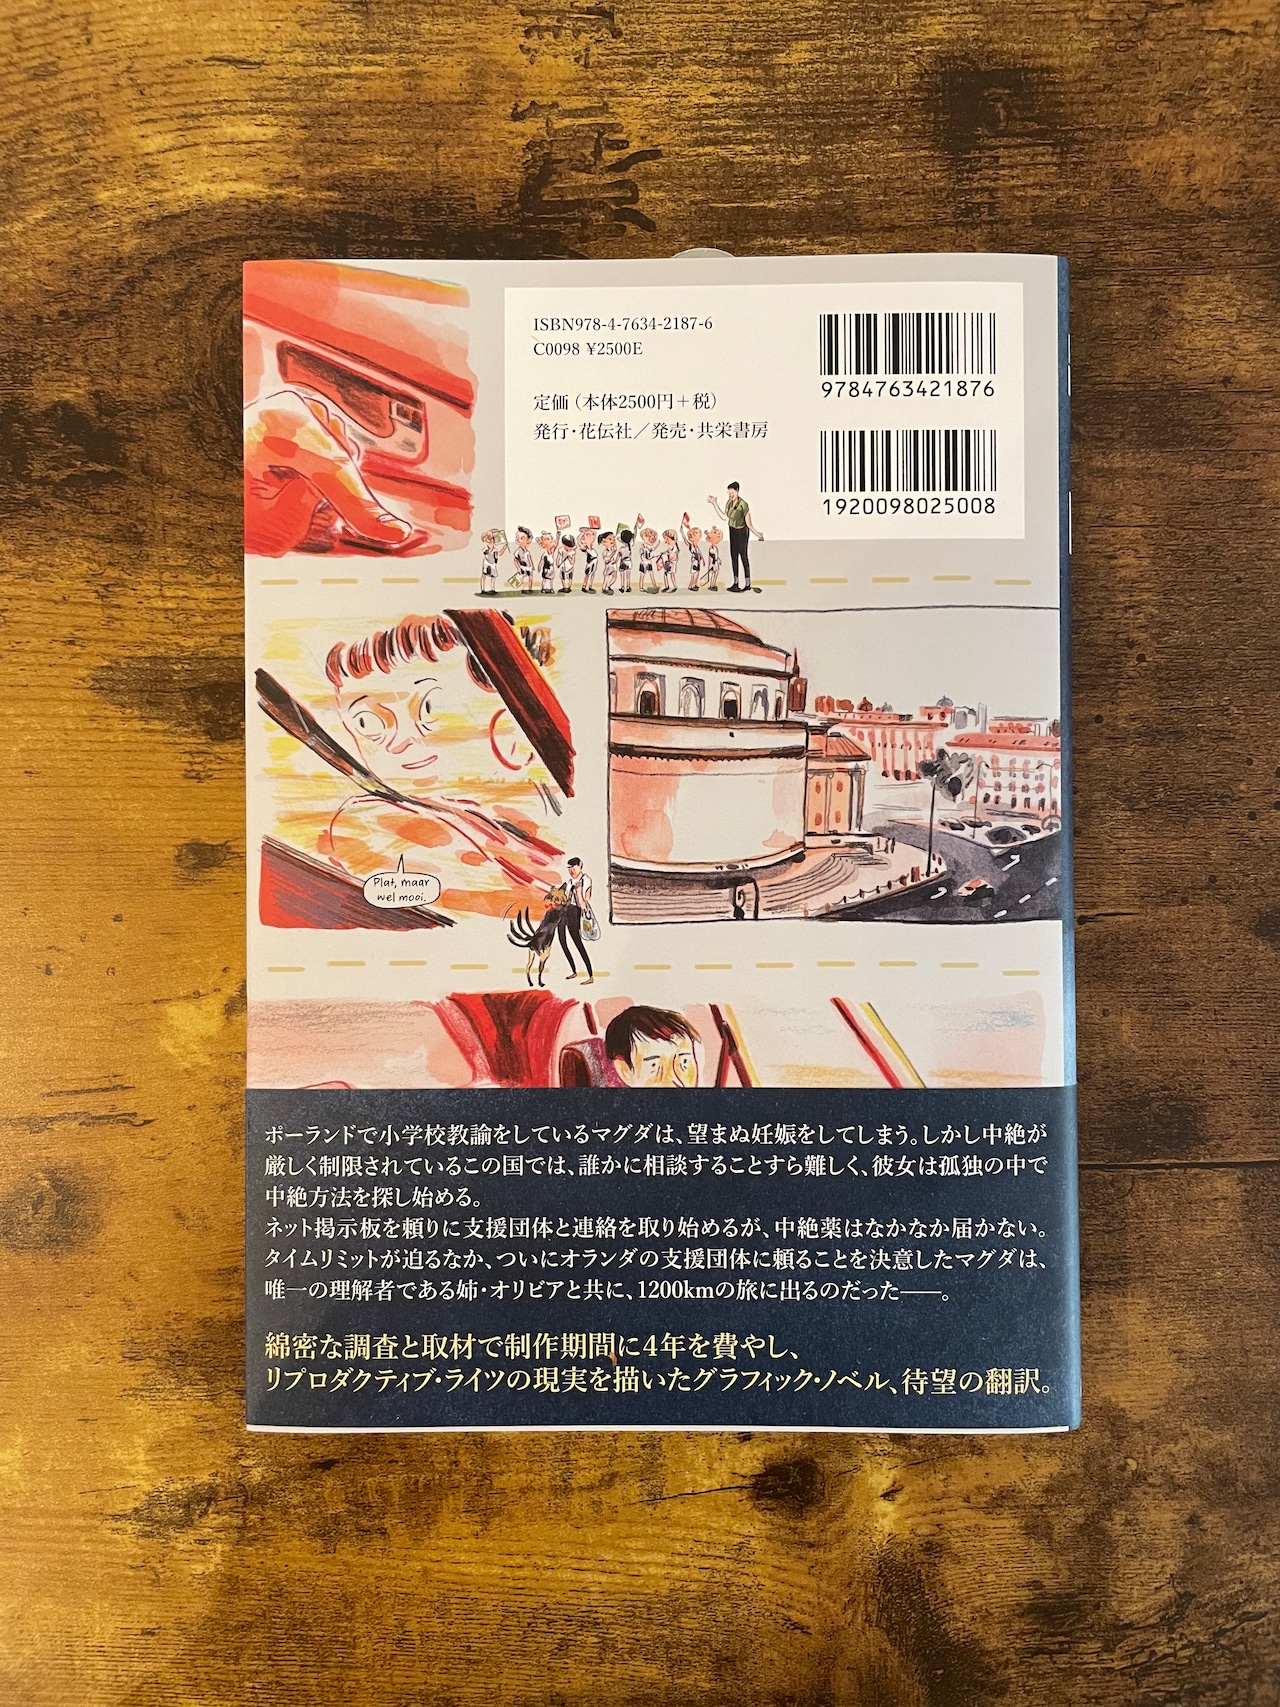 ISBN978-4-7634-2187-6
C0098 ¥2500E
定価（本体2500円＋税）
発行・花伝社／発売・共栄書房
9784763421876
1920098025008
Plat, maar
wel mooi.
ポーランドで小学校教諭をしているマグダは、望まぬ妊娠をしてしまう。しかし中絶が
厳しく制限されているこの国では、誰かに相談することすら難しく、彼女は孤独の中で
中絶方法を探し始める。
ネット掲示板を頼りに支援団体と連絡を取り始めるが、中絶薬はなかなか届かない。
タイムリミットが迫るなか、ついにオランダの支援団体に頼ることを決意したマグダは、
唯一の理解者である姉・オリビアと共に、1200kmの旅に出るのだった――。
綿密な調査と取材で制作期間に4年を費やし、
リプロダクティブ・ライツの現実を描いたグラフィック・ノベル、待望の翻訳。